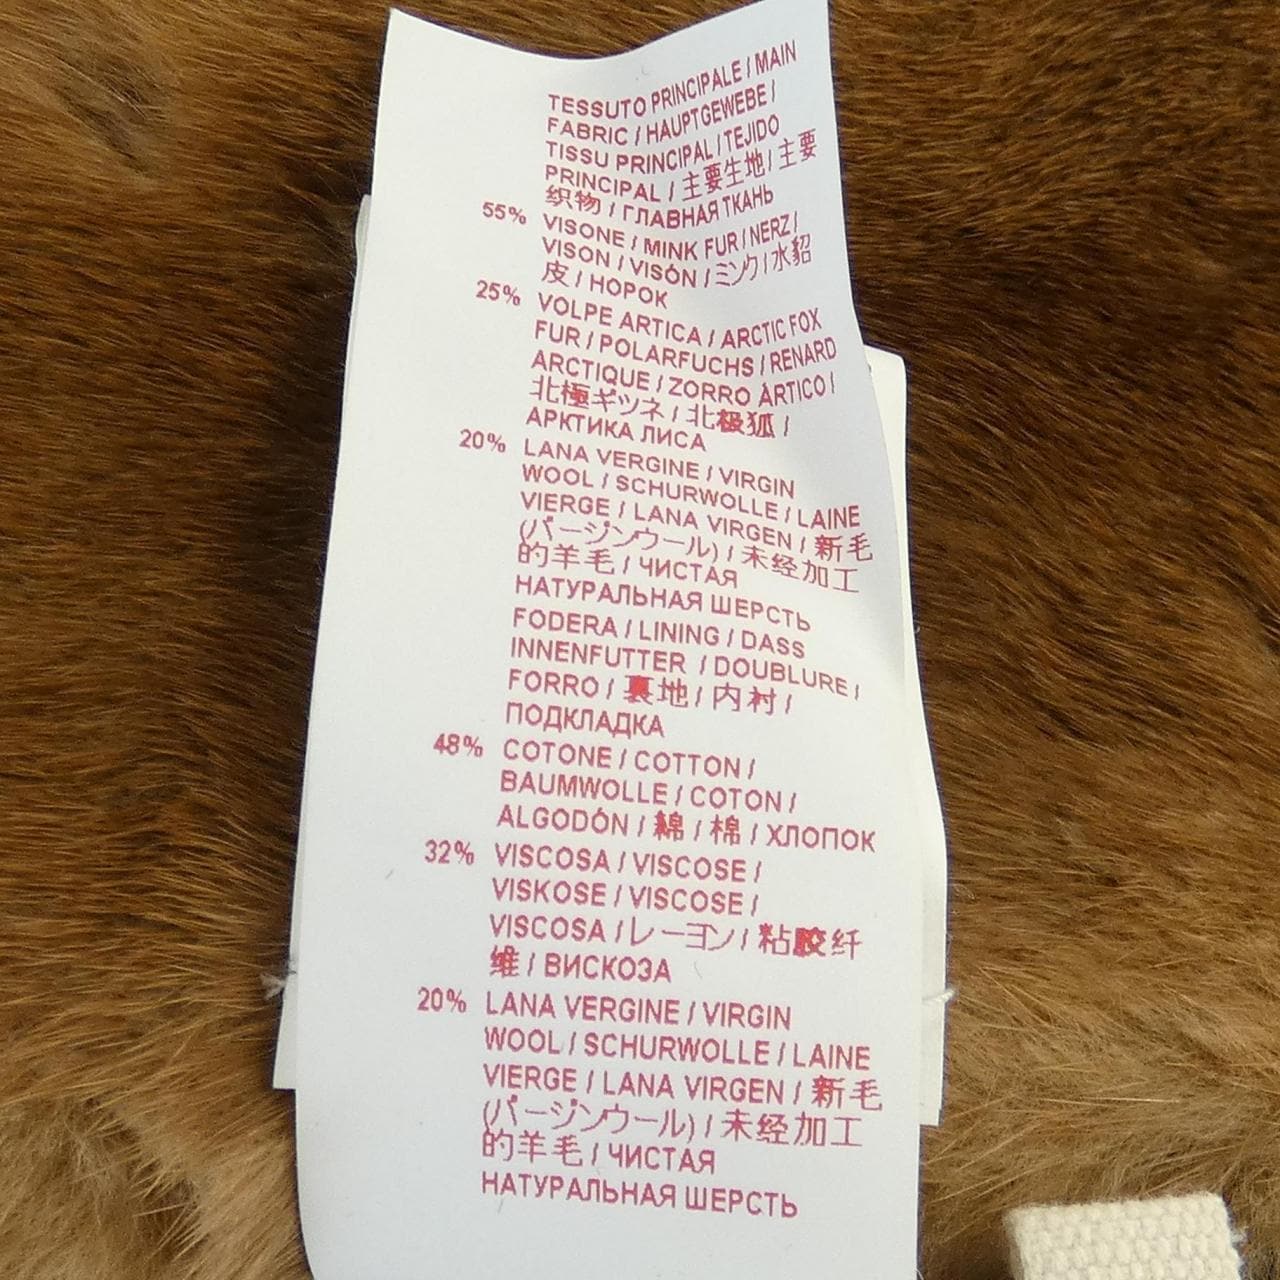 TESSUTO PRINCIPALE / MAIN
FABRIC / HAUPTGEWEBE /
TISSU PRINCIPAL / TEJIDO
PRINCIPAL / 主要生地 / 主要
织物 / ГЛАВНАЯ ТКАНЬ
55% VISONE / MINK FUR / NERZ /
VISON / VISÓN / ミンク / 水貂
皮 / НОРОК
25% VOLPE ARTICA / ARCTIC FOX
FUR / POLARFUCHS / RENARD
ARCTIQUE / ZORRO ÀRTICO /
北極ギツネ / 北极狐 /
АРКТИКА ЛИСА
20% LANA VERGINE / VIRGIN
WOOL / SCHURWOLLE / LAINE
VIERGE / LANA VIRGEN / 新毛
(バージンウール) / 未经加工
的羊毛 / ЧИСТАЯ
НАТУРАЛЬНАЯ ШЕРСТЬ
FODERA / LINING / DASS
INNENFUTTER / DOUBLURE /
FORRO / 裏地 / 内衬 /
ПОДКЛАДКА
48% COTONE / COTTON /
BAUMWOLLE / COTON /
ALGODÓN / 綿 / 棉 / ХЛОПОК
32% VISCOSA / VISCOSE /
VISKOSE / VISCOSE /
VISCOSA / レーヨン / 粘胶纤
维 / ВИСКОЗА
20% LANA VERGINE / VIRGIN
WOOL / SCHURWOLLE / LAINE
VIERGE / LANA VIRGEN / 新毛
(バージンウール) / 未经加工
的羊毛 / ЧИСТАЯ
НАТУРАЛЬНАЯ ШЕРСТЬ